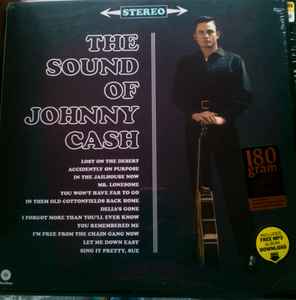 STEREO
THE
SOUND
OF
JOHNNY
CASH
LOST ON THE DESERT
ACCIDENTLY ON PURPOSE
IN THE JAILHOUSE NOW
MR. LONESOME
YOU WON'T HAVE FAR TO GO
IN THEM OLD COTTONFIELDS BACK HOME
DELIA'S GONE
I FORGOT MORE THAN YOU'LL EVER KNOW
YOU REMEMBERED ME
I'M FREE FROM THE CHAIN GANG NOW
LET ME DOWN EASY
SING IT PRETTY, SUE
180
gram
INCLUDES
FREE MP3
ALBUM
DOWNLOAD